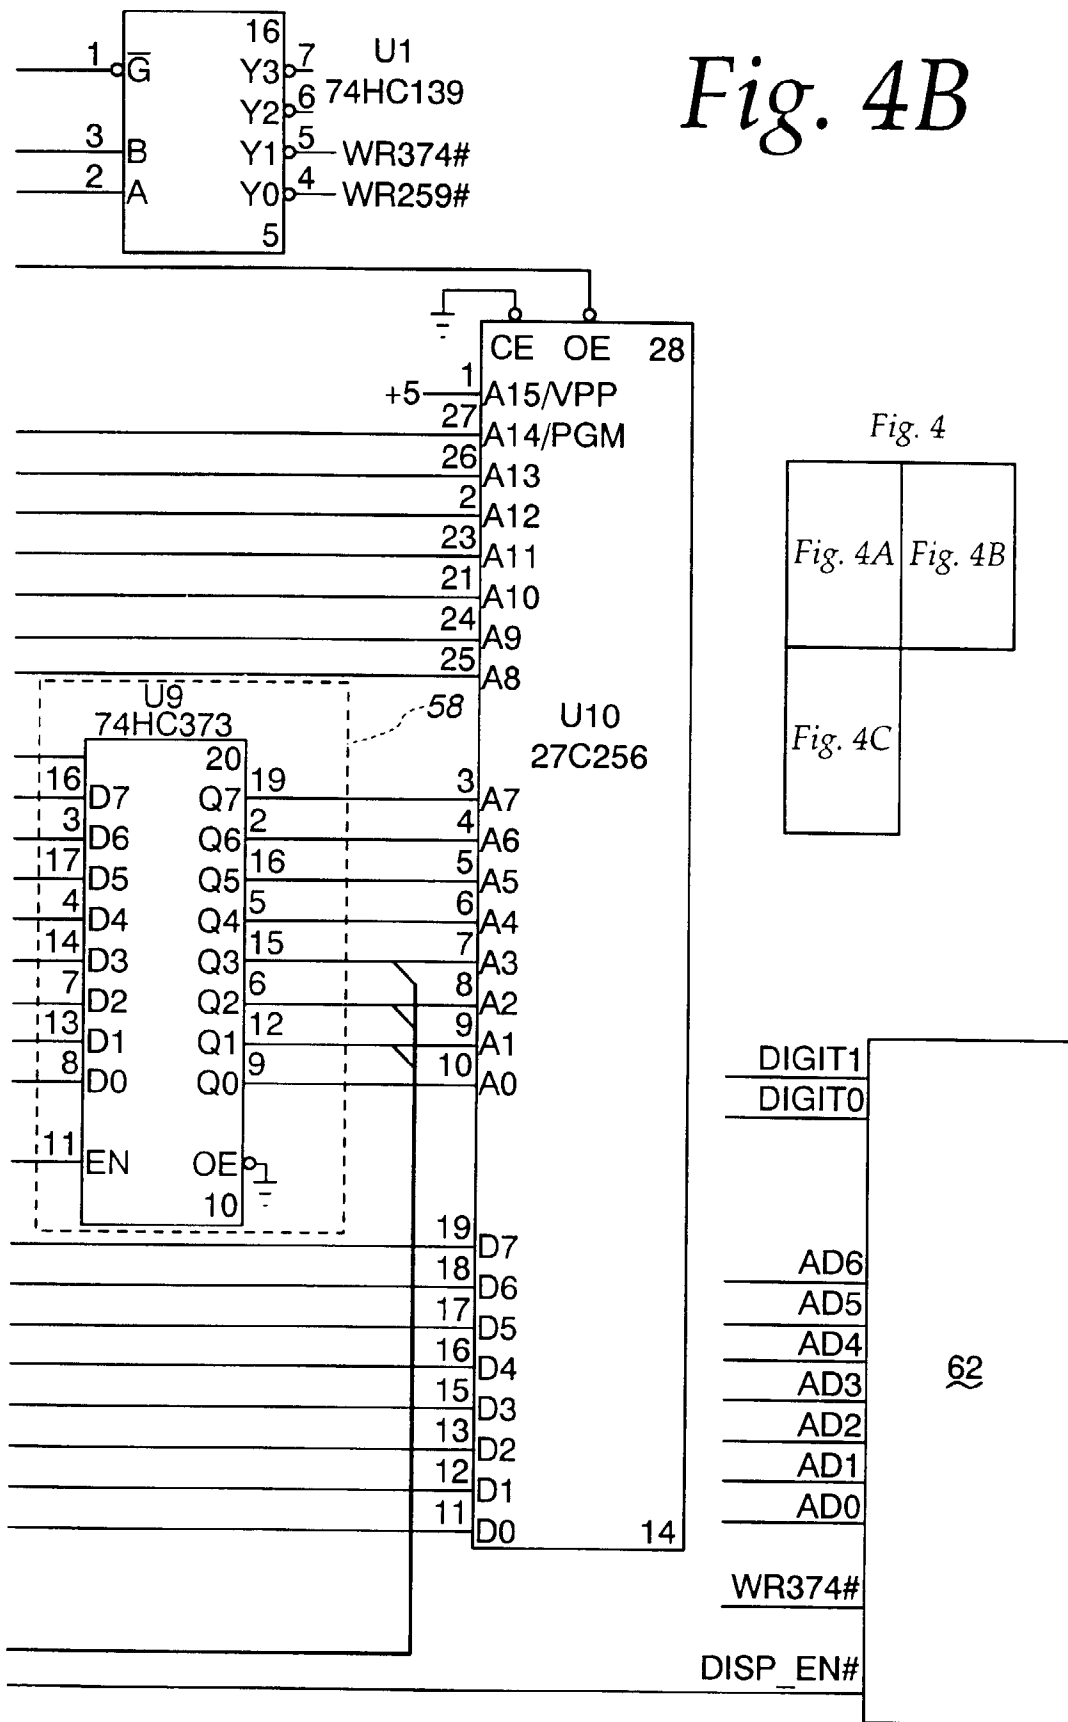 Fig. 4B
16
1 G Y3 7 U1
74HC139
Y2 6
3 B Y1 5 WR374#
2 A Y0 4 WR259#
5
CE OE 28
+5 1 A15/VPP
27 A14/PGM
26 A13
2 A12
23 A11
21 A10
24 A9
25 A8
Fig. 4
Fig. 4A Fig. 4B
Fig. 4C
U9
74HC373
58
U10
27C256
20
16 D7 Q7 19 3 A7
3 D6 Q6 2 4 A6
17 D5 Q5 16 5 A5
4 D4 Q4 5 6 A4
14 D3 Q3 15 7 A3
7 D2 Q2 6 8 A2
13 D1 Q1 12 9 A1
8 D0 Q0 9 10 A0
11 EN OE
10
19 D7
18 D6
17 D5
16 D4
15 D3
13 D2
12 D1
11 D0
14
DIGIT1
DIGIT0
AD6
AD5
AD4
AD3
AD2
AD1
AD0
62
WR374#
DISP_EN#